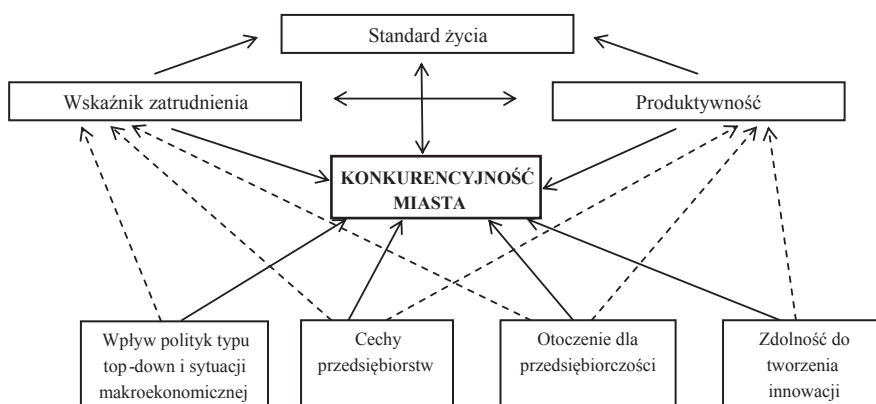 Standard życia
Wskaźnik zatrudnienia
Produktywność
KONKURENCYJNOŚĆ
MIASTA
Wpływ polityk typu
top-down i sytuacji
makroekonomicznej
Cechy
przedsiębiorstw
Otoczenie dla
przedsiębiorczości
Zdolność do
tworzenia
innowacji